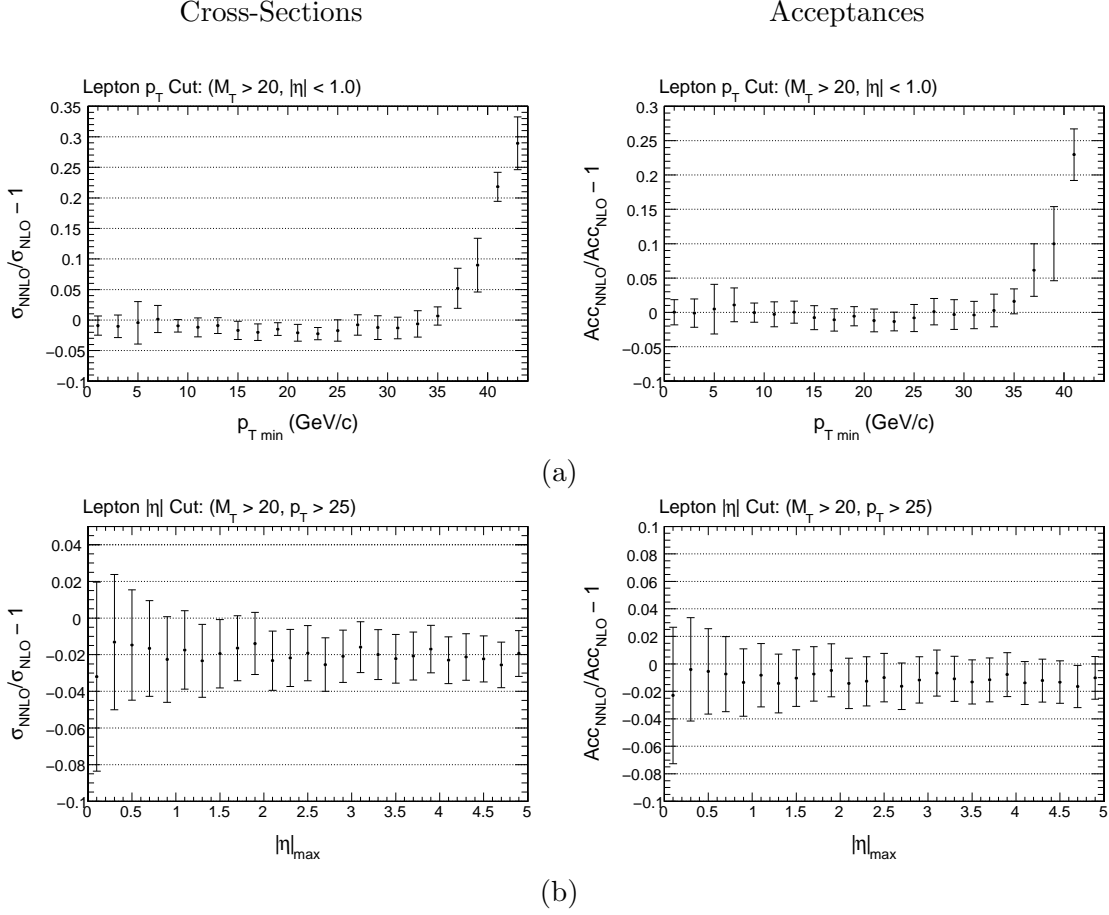 Cross-Sections
Acceptances
Lepton p_T Cut: (M_T > 20, |η| < 1.0)
σ_NNLO/σ_NLO − 1
0.35
0.3
0.25
0.2
0.15
0.1
0.05
0
−0.05
−0.1
0 5 10 15 20 25 30 35 40
p_T min (GeV/c)
Lepton p_T Cut: (M_T > 20, |η| < 1.0)
Acc_NNLO/Acc_NLO − 1
0.3
0.25
0.2
0.15
0.1
0.05
0
−0.05
−0.1
0 5 10 15 20 25 30 35 40
p_T min (GeV/c)
(a)
Lepton |η| Cut: (M_T > 20, p_T > 25)
σ_NNLO/σ_NLO − 1
0.04
0.02
0
−0.02
−0.04
−0.06
−0.08
−0.1
0 0.5 1 1.5 2 2.5 3 3.5 4 4.5 5
|η|_max
Lepton |η| Cut: (M_T > 20, p_T > 25)
Acc_NNLO/Acc_NLO − 1
0.1
0.08
0.06
0.04
0.02
0
−0.02
−0.04
−0.06
−0.08
−0.1
0 0.5 1 1.5 2 2.5 3 3.5 4 4.5 5
|η|_max
(b)